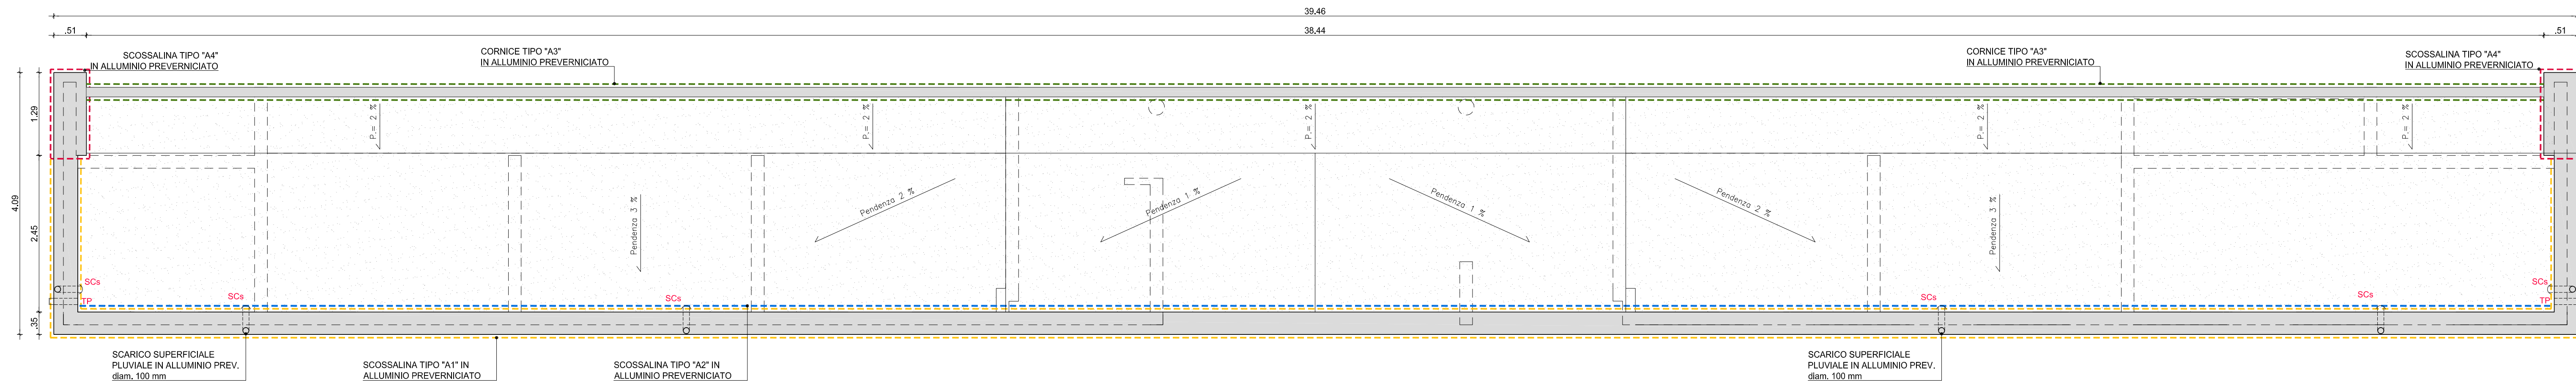 39.46
.51
38.44
.51
SCOSSALINA TIPO "A4"
IN ALLUMINIO PREVERNICIATO
CORNICE TIPO "A3"
IN ALLUMINIO PREVERNICIATO
CORNICE TIPO "A3"
IN ALLUMINIO PREVERNICIATO
SCOSSALINA TIPO "A4"
IN ALLUMINIO PREVERNICIATO
1.29
P.= 2 %
P.= 2 %
P.= 2 %
P.= 2 %
P.= 2 %
4.09
2.45
Pendenza 3 %
Pendenza 2 %
Pendenza 1 %
Pendenza 1 %
Pendenza 2 %
Pendenza 3 %
SCs
TP
SCs
SCs
SCs
SCs
SCs
TP
.35
SCARICO SUPERFICIALE
PLUVIALE IN ALLUMINIO PREV.
diam. 100 mm
SCOSSALINA TIPO "A1" IN
ALLUMINIO PREVERNICIATO
SCOSSALINA TIPO "A2" IN
ALLUMINIO PREVERNICIATO
SCARICO SUPERFICIALE
PLUVIALE IN ALLUMINIO PREV.
diam. 100 mm